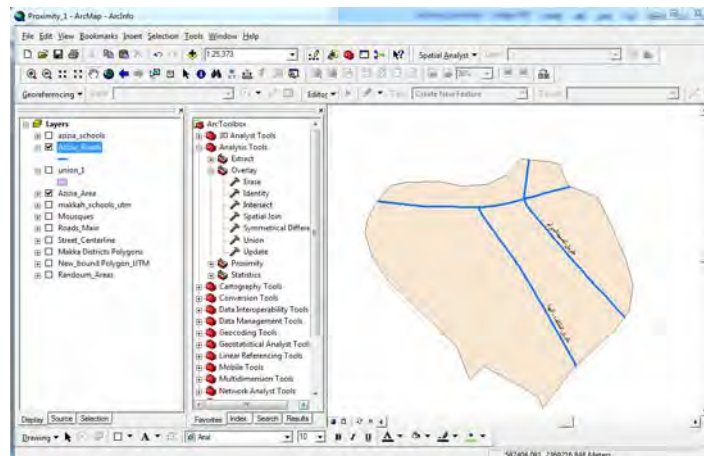 Proximity_1 - ArcMap - ArcInfo
File Edit View Bookmarks Insert Selection Tools Window Help
1:25,373
Spatial Analyst
Georeferencing
Editor
Create New Feature
Layers
azizia_schools
Azizia_Roads
union_1
Azizia_Area
makkah_schools_utm
Mousques
Roads_Main
Street_Centerline
Makka Districts Polygons
New_bound Polygon_UTM
Randoum_Areas
Display Source Selection
ArcToolbox
3D Analyst Tools
Analysis Tools
Extract
Overlay
Erase
Identity
Intersect
Spatial Join
Symmetrical Differe
Union
Update
Proximity
Statistics
Cartography Tools
Conversion Tools
Data Interoperability Tools
Data Management Tools
Geocoding Tools
Geostatistical Analyst Tools
Linear Referencing Tools
Mobile Tools
Multidimension Tools
Network Analyst Tools
Favorites Index Search Results
Drawing A Arial 10 B I U A